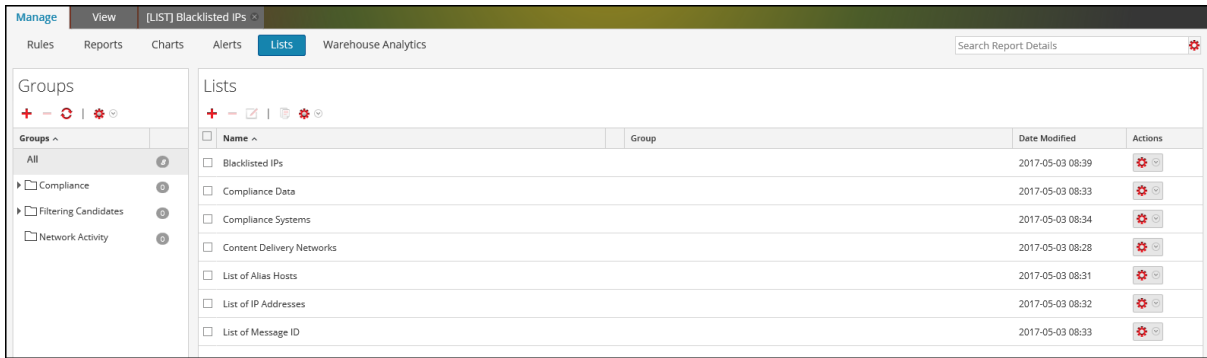 Manage View [LIST] Blacklisted IPs
Rules Reports Charts Alerts Lists Warehouse Analytics Search Report Details
Groups
Groups
All
Compliance 0
Filtering Candidates 0
Network Activity 0
Lists
Name Group Date Modified Actions
Blacklisted IPs 2017-05-03 08:39
Compliance Data 2017-05-03 08:33
Compliance Systems 2017-05-03 08:34
Content Delivery Networks 2017-05-03 08:28
List of Alias Hosts 2017-05-03 08:31
List of IP Addresses 2017-05-03 08:32
List of Message ID 2017-05-03 08:33